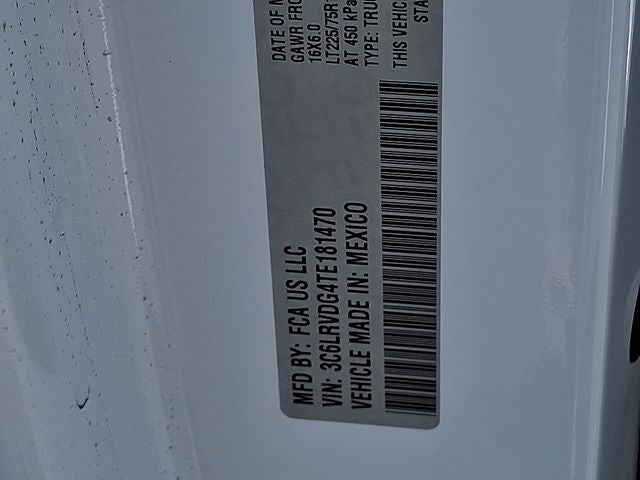 MFD BY: FCA US LLC
VIN: 3C6LRVDG4TE181470
VEHICLE MADE IN: MEXICO
DATE OF
GAWR FRO
16X6.0
LT225/75R
AT 450 kPa
TYPE: TRU
THIS VEHIC
STA